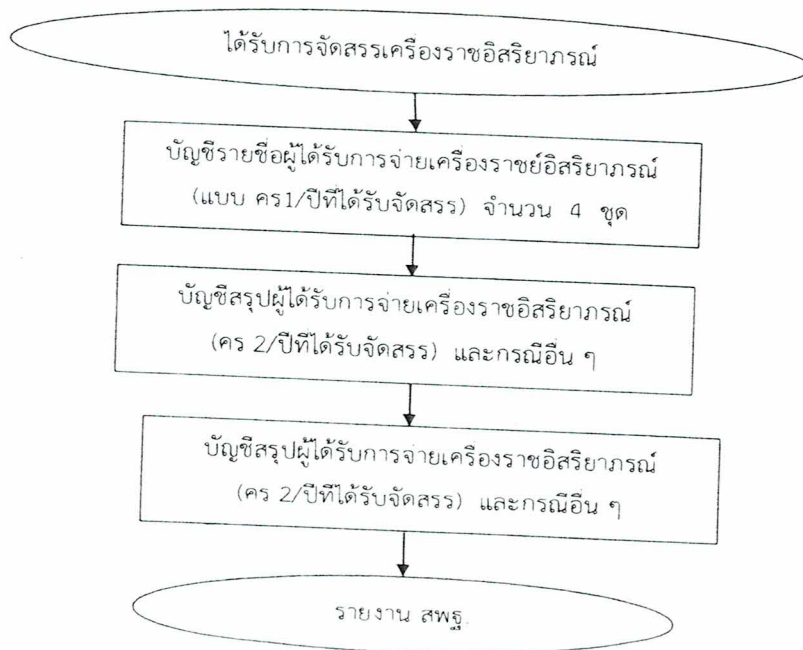 ได้รับการจัดสรรเครื่องราชอิสริยาภรณ์
บัญชีรายชื่อผู้ได้รับการจ่ายเครื่องราชย์อิสริยาภรณ์
(แบบ คร1/ปีที่ได้รับจัดสรร) จำนวน 4 ชุด
บัญชีสรุปผู้ได้รับการจ่ายเครื่องราชอิสริยาภรณ์
(คร 2/ปีที่ได้รับจัดสรร) และกรณีอื่น ๆ
บัญชีสรุปผู้ได้รับการจ่ายเครื่องราชอิสริยาภรณ์
(คร 2/ปีที่ได้รับจัดสรร) และกรณีอื่น ๆ
รายงาน สพฐ.